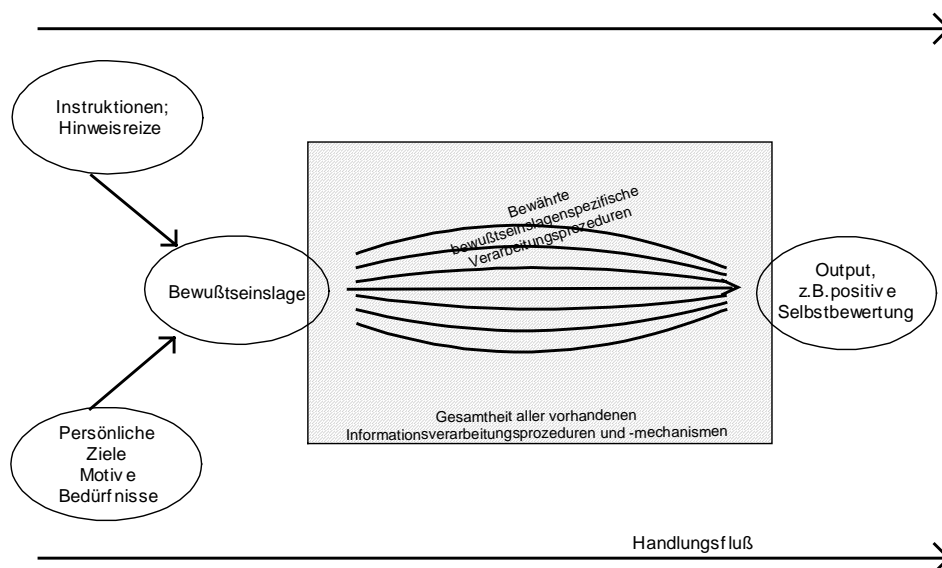 Instruktionen;
Hinweisreize
Bewährte
bewußtseinslagenspezifische
Verarbeitungsprozeduren
Bewußtseinslage
Output,
z.B.positive
Selbstbewertung
Gesamtheit aller vorhandenen
Informationsverarbeitungsprozeduren und -mechanismen
Persönliche
Ziele
Motive
Bedürfnisse
Handlungsfluß